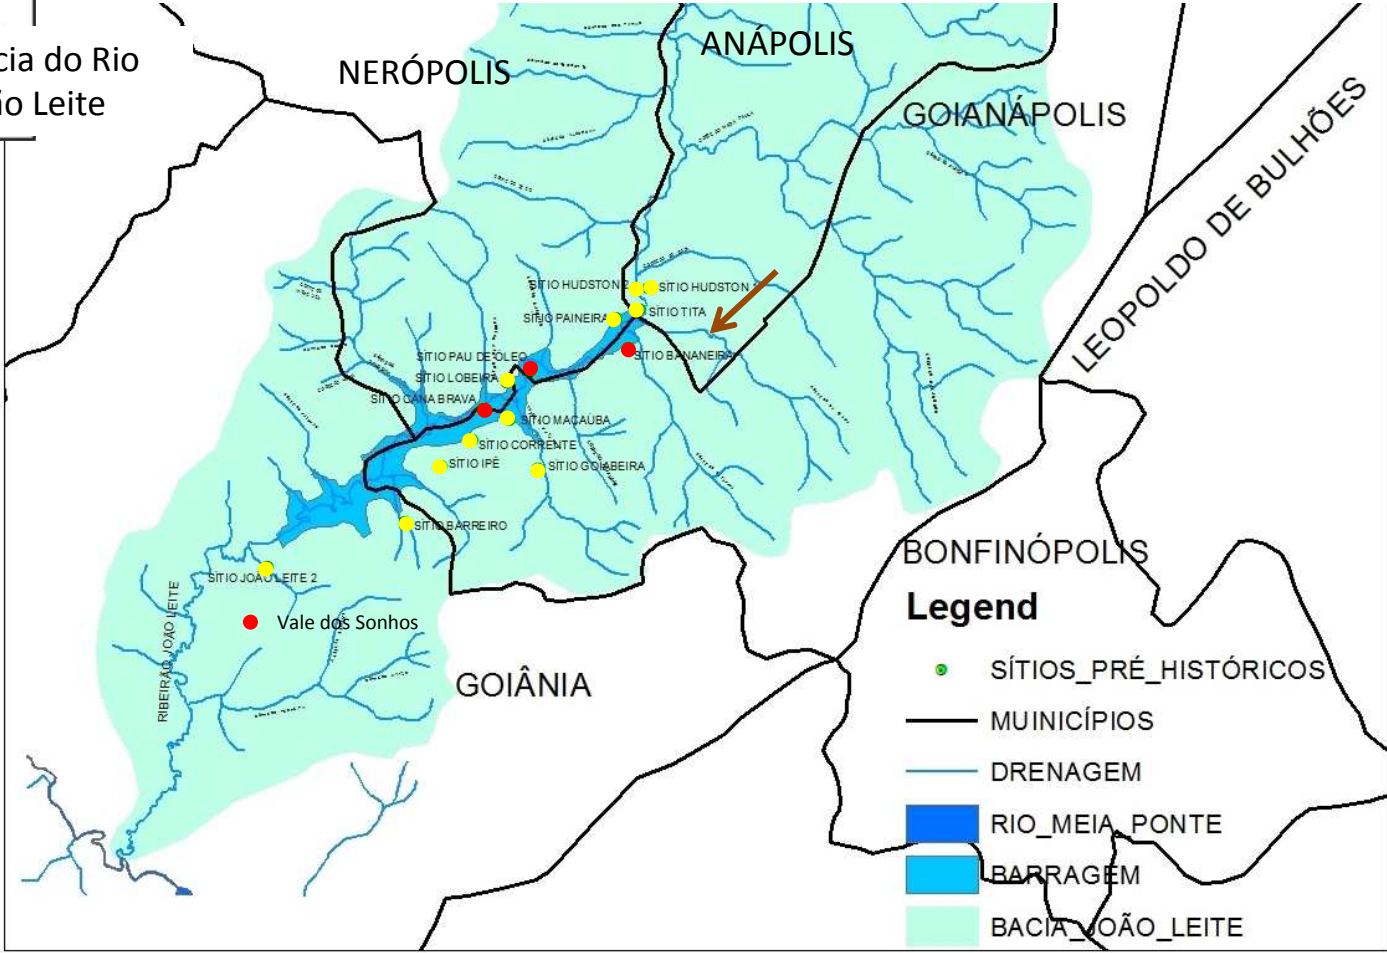 cia do Rio
ão Leite
NERÓPOLIS
ANÁPOLIS
GOIANÁPOLIS
LEOPOLDO DE BULHÕES
SÍTIO HUDSTON 2
SÍTIO HUDSTON
SÍTIO TITA
SÍTIO PAINEIRA
SÍTIO BANANEIRA
SÍTIO PAU DE ÓLEO
SÍTIO LOBEIRA
SÍTIO CANA BRAVA
SÍTIO MACAÚBA
SÍTIO CORRENTE
SÍTIO IPÊ
SÍTIO GOIABEIRA
SÍTIO BARREIRO
SÍTIO JOÃO LEITE 2
RIBEIRÃO JOÃO LEITE
Vale dos Sonhos
GOIÂNIA
BONFINÓPOLIS
Legend
SÍTIOS_PRÉ_HISTÓRICOS
MUINICÍPIOS
DRENAGEM
RIO_MEIA_PONTE
BARRAGEM
BACIA_JOÃO_LEITE